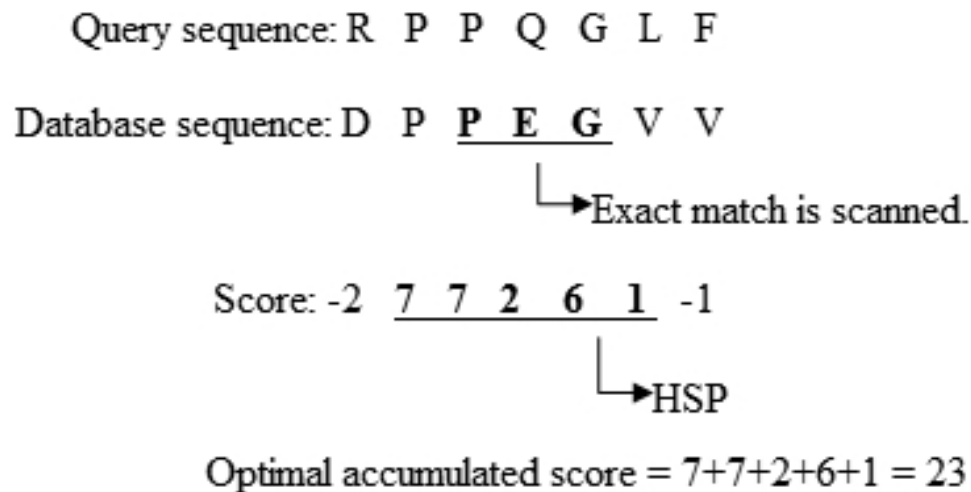 Query sequence: R P P Q G L F
Database sequence: D P P E G V V
Exact match is scanned.
Score: -2 7 7 2 6 1 -1
HSP
Optimal accumulated score = 7+7+2+6+1 = 23